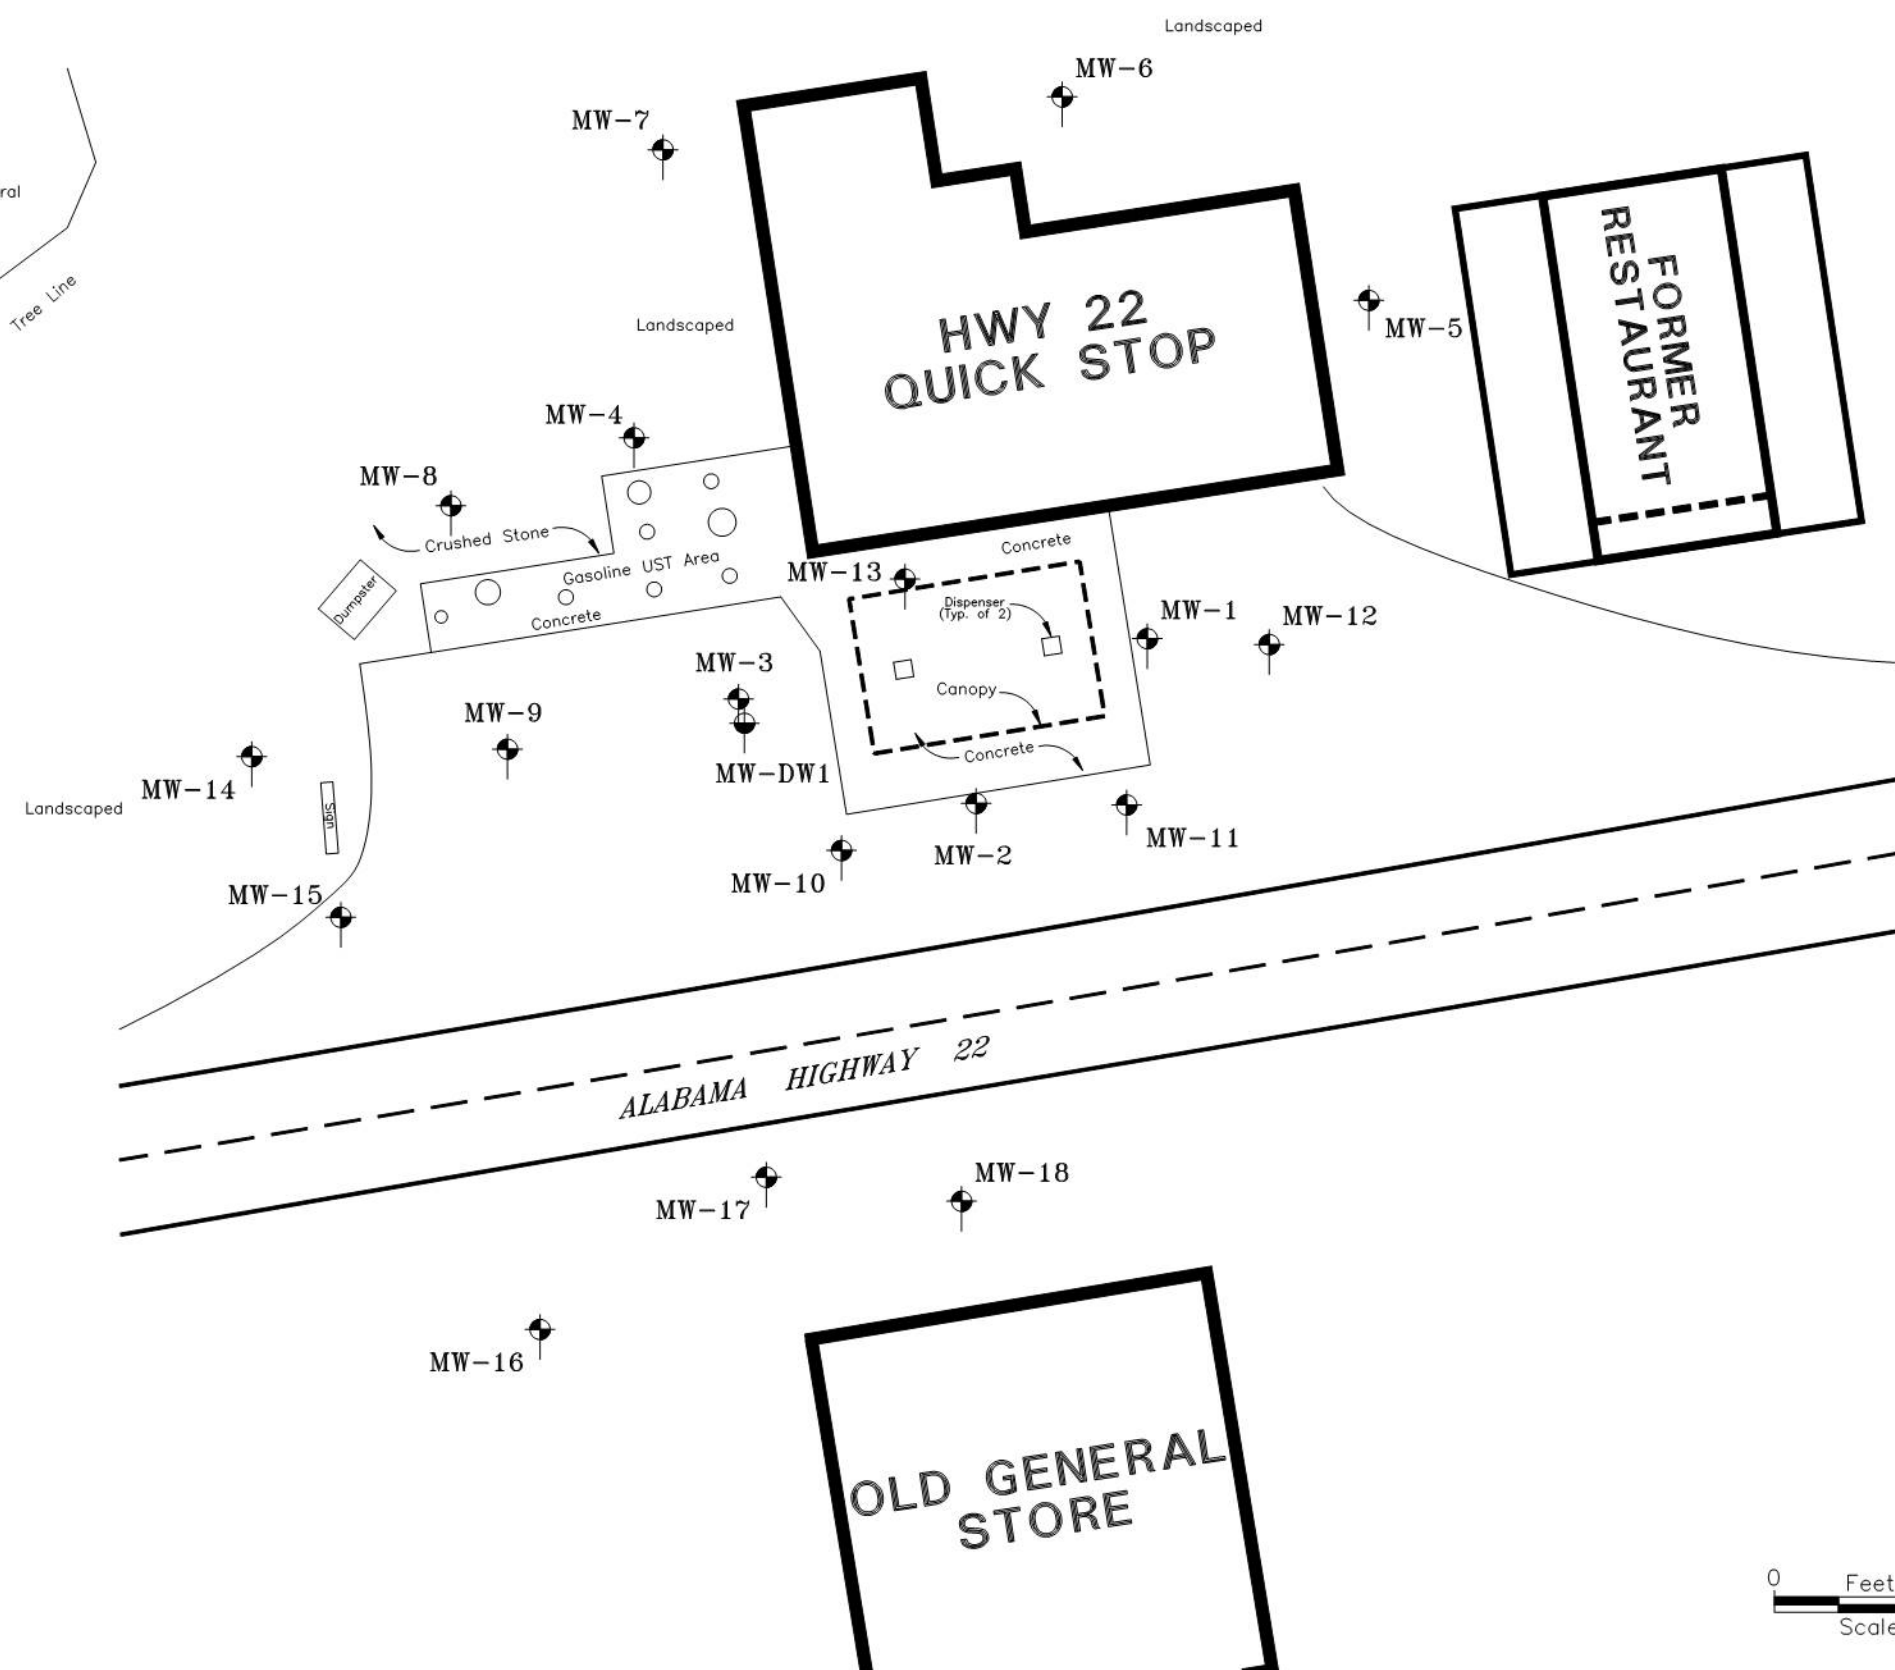 Landscaped
MW-6
MW-7
ral
Tree Line
Landscaped
HWY 22
QUICK STOP
MW-5
FORMER
RESTAURANT
MW-4
MW-8
Crushed Stone
Gasoline UST Area
Concrete
Dumpster
Concrete
MW-13
Dispenser
(Typ. of 2)
MW-1
MW-12
MW-3
Canopy
MW-9
Concrete
MW-DW1
MW-14
Landscaped
Sign
MW-11
MW-2
MW-10
MW-15
ALABAMA HIGHWAY 22
MW-18
MW-17
MW-16
OLD GENERAL
STORE
0 Feet
Scale